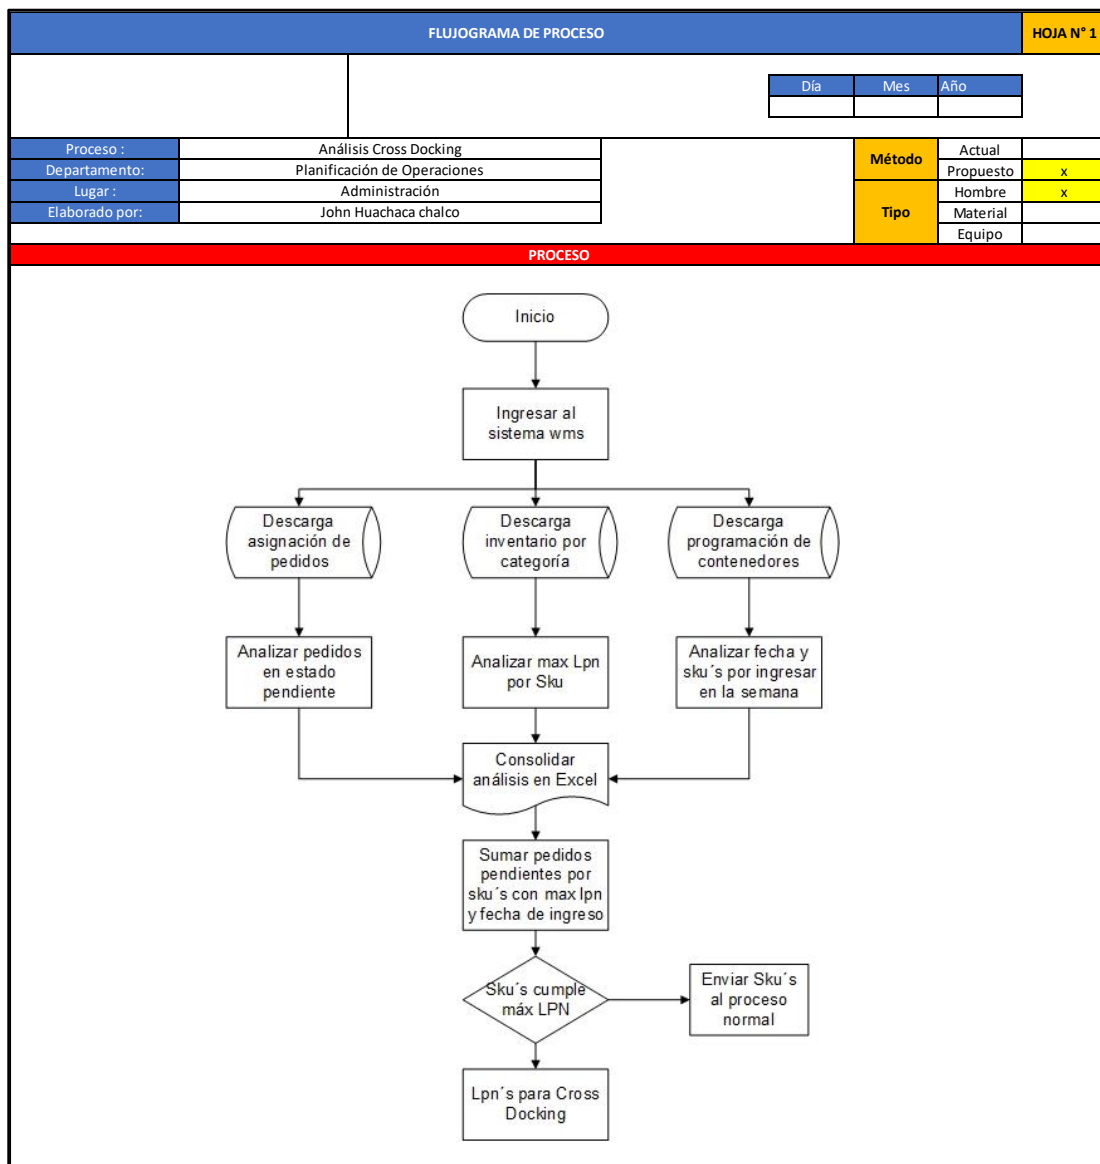 FLUJOGRAMA DE PROCESO
HOJA N° 1
Día Mes Año
Proceso : Análisis Cross Docking
Departamento: Planificación de Operaciones
Lugar : Administración
Elaborado por: John Huachaca chalco
Método
Actual
Propuesto x
Tipo
Hombre x
Material
Equipo
PROCESO
Inicio
Ingresar al
sistema wms
Descarga
asignación de
pedidos
Descarga
inventario por
categoría
Descarga
programación de
contenedores
Analizar pedidos
en estado
pendiente
Analizar max Lpn
por Sku
Analizar fecha y
sku´s por ingresar
en la semana
Consolidar
análisis en Excel
Sumar pedidos
pendientes por
sku´s con max lpn
y fecha de ingreso
Sku´s cumple
máx LPN
Enviar Sku´s
al proceso
normal
Lpn´s para Cross
Docking